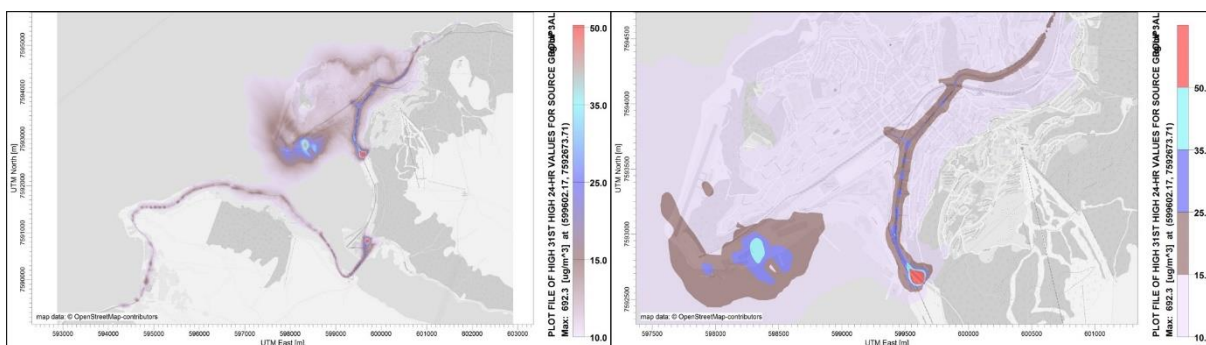 UTM North [m]
7595000
7594000
7593000
7592000
7591000
7590000
593000 594000 595000 596000 597000 598000 599000 600000 601000 602000 603000
UTM East [m]
map data: © OpenStreetMap-contributors
PLOT FILE OF HIGH 31ST HIGH 24-HR VALUES FOR SOURCE GROUP
Max: 692.3 [ug/m^3] at (599602.17, 7592673.71)
50.0
35.0
25.0
15.0
10.0
UTM North [m]
7594500
7594000
7593500
7593000
7592500
597500 598000 598500 599000 599500 600000 600500 601000
UTM East [m]
map data: © OpenStreetMap-contributors
PLOT FILE OF HIGH 31ST HIGH 24-HR VALUES FOR SOURCE GROUP
Max: 692.3 [ug/m^3] at (599602.17, 7592673.71)
50.
35.
25.
15.
10.